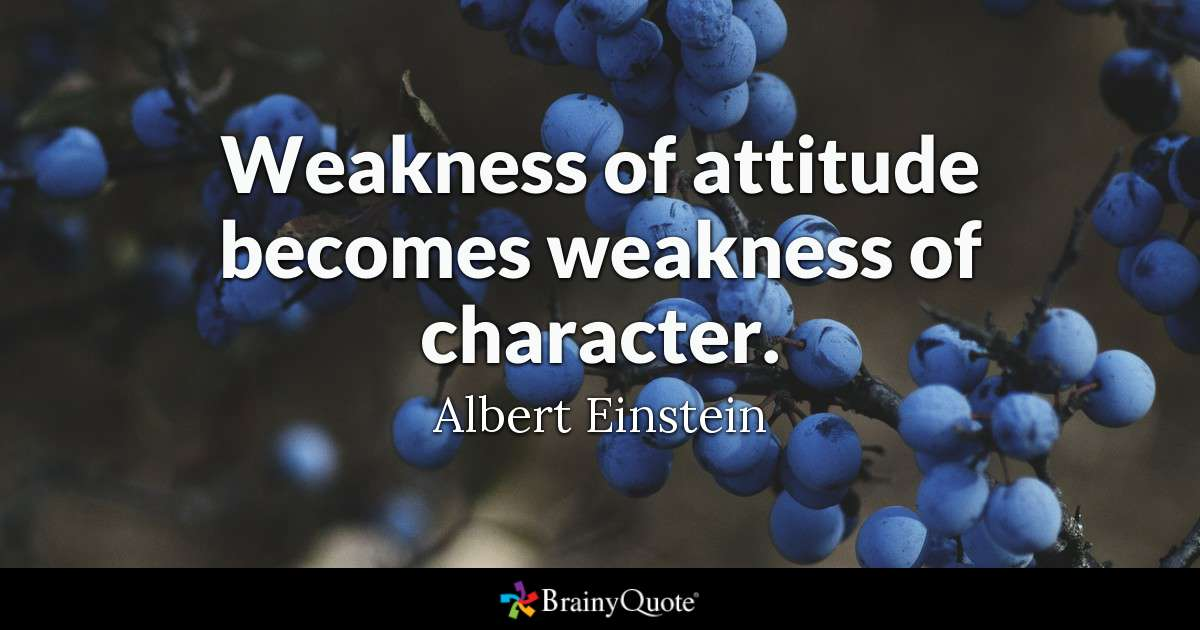 Weakness of attitude
becomes weakness of
character.
Albert Einstein
BrainyQuote®